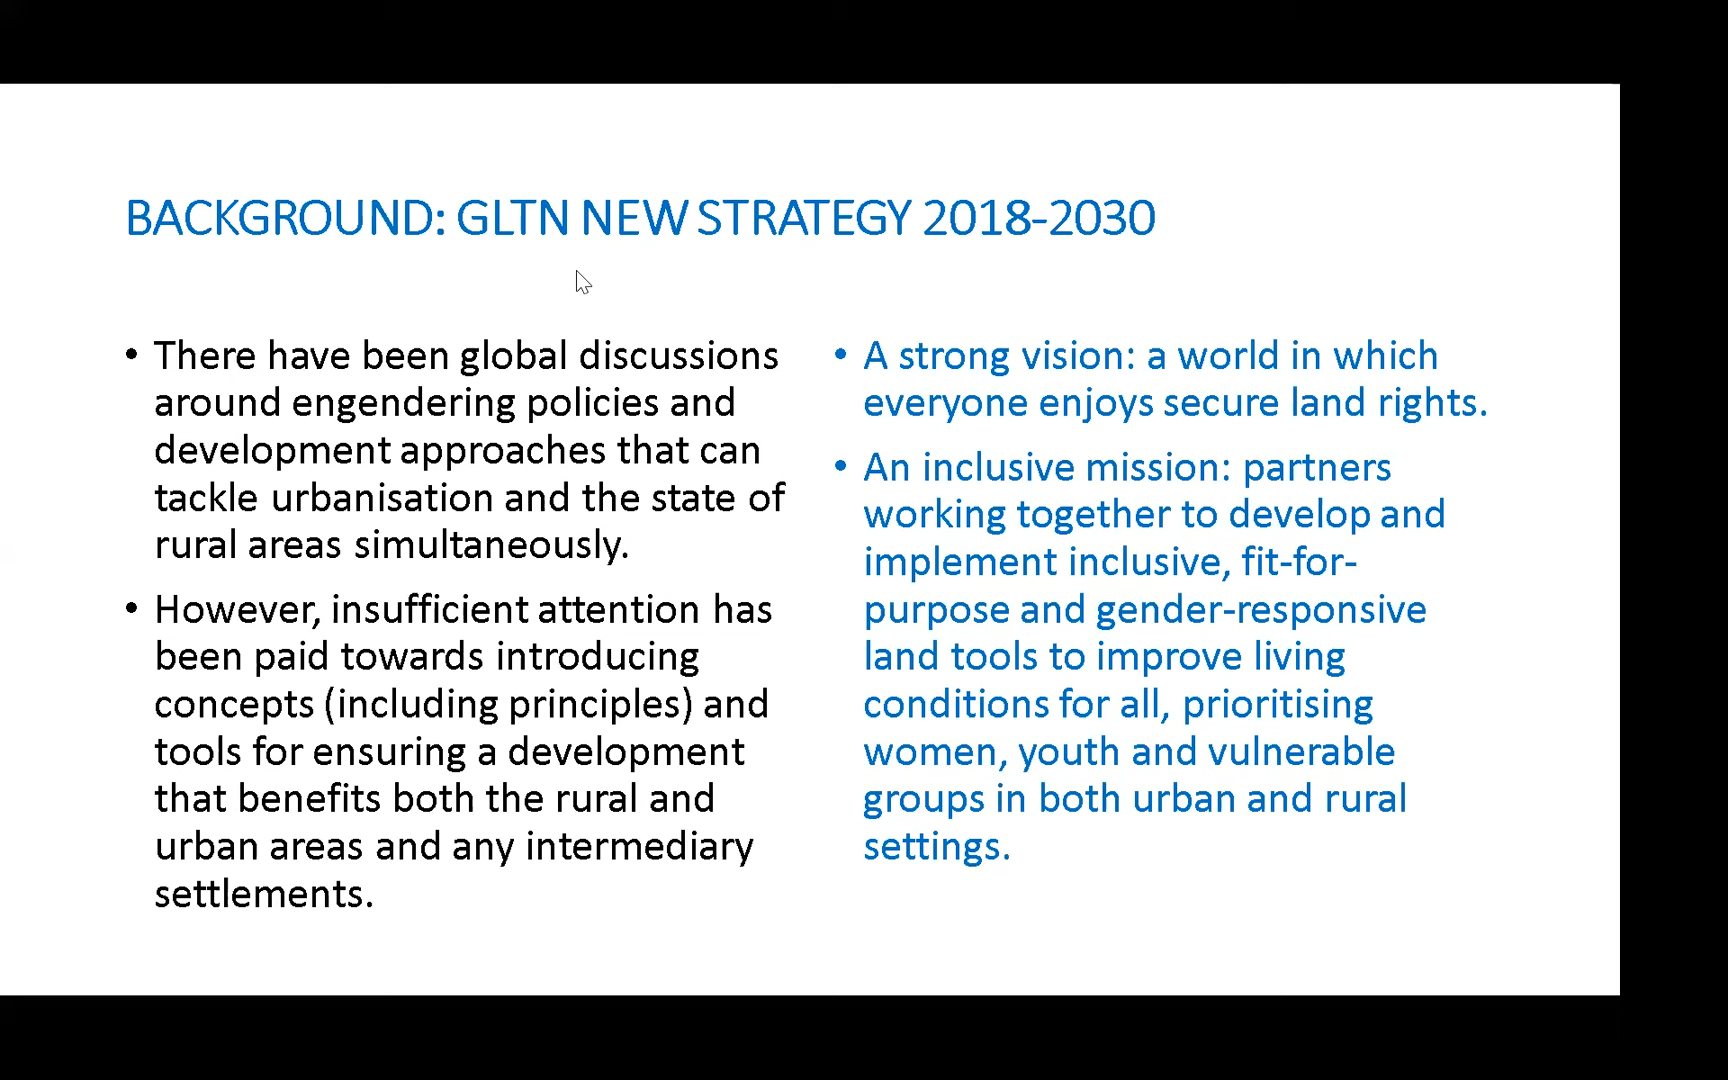 BACKGROUND: GLTN NEW STRATEGY 2018-2030
• There have been global discussions
around engendering policies and
development approaches that can
tackle urbanisation and the state of
rural areas simultaneously.
• However, insufficient attention has
been paid towards introducing
concepts (including principles) and
tools for ensuring a development
that benefits both the rural and
urban areas and any intermediary
settlements.
• A strong vision: a world in which
everyone enjoys secure land rights.
• An inclusive mission: partners
working together to develop and
implement inclusive, fit-for-
purpose and gender-responsive
land tools to improve living
conditions for all, prioritising
women, youth and vulnerable
groups in both urban and rural
settings.